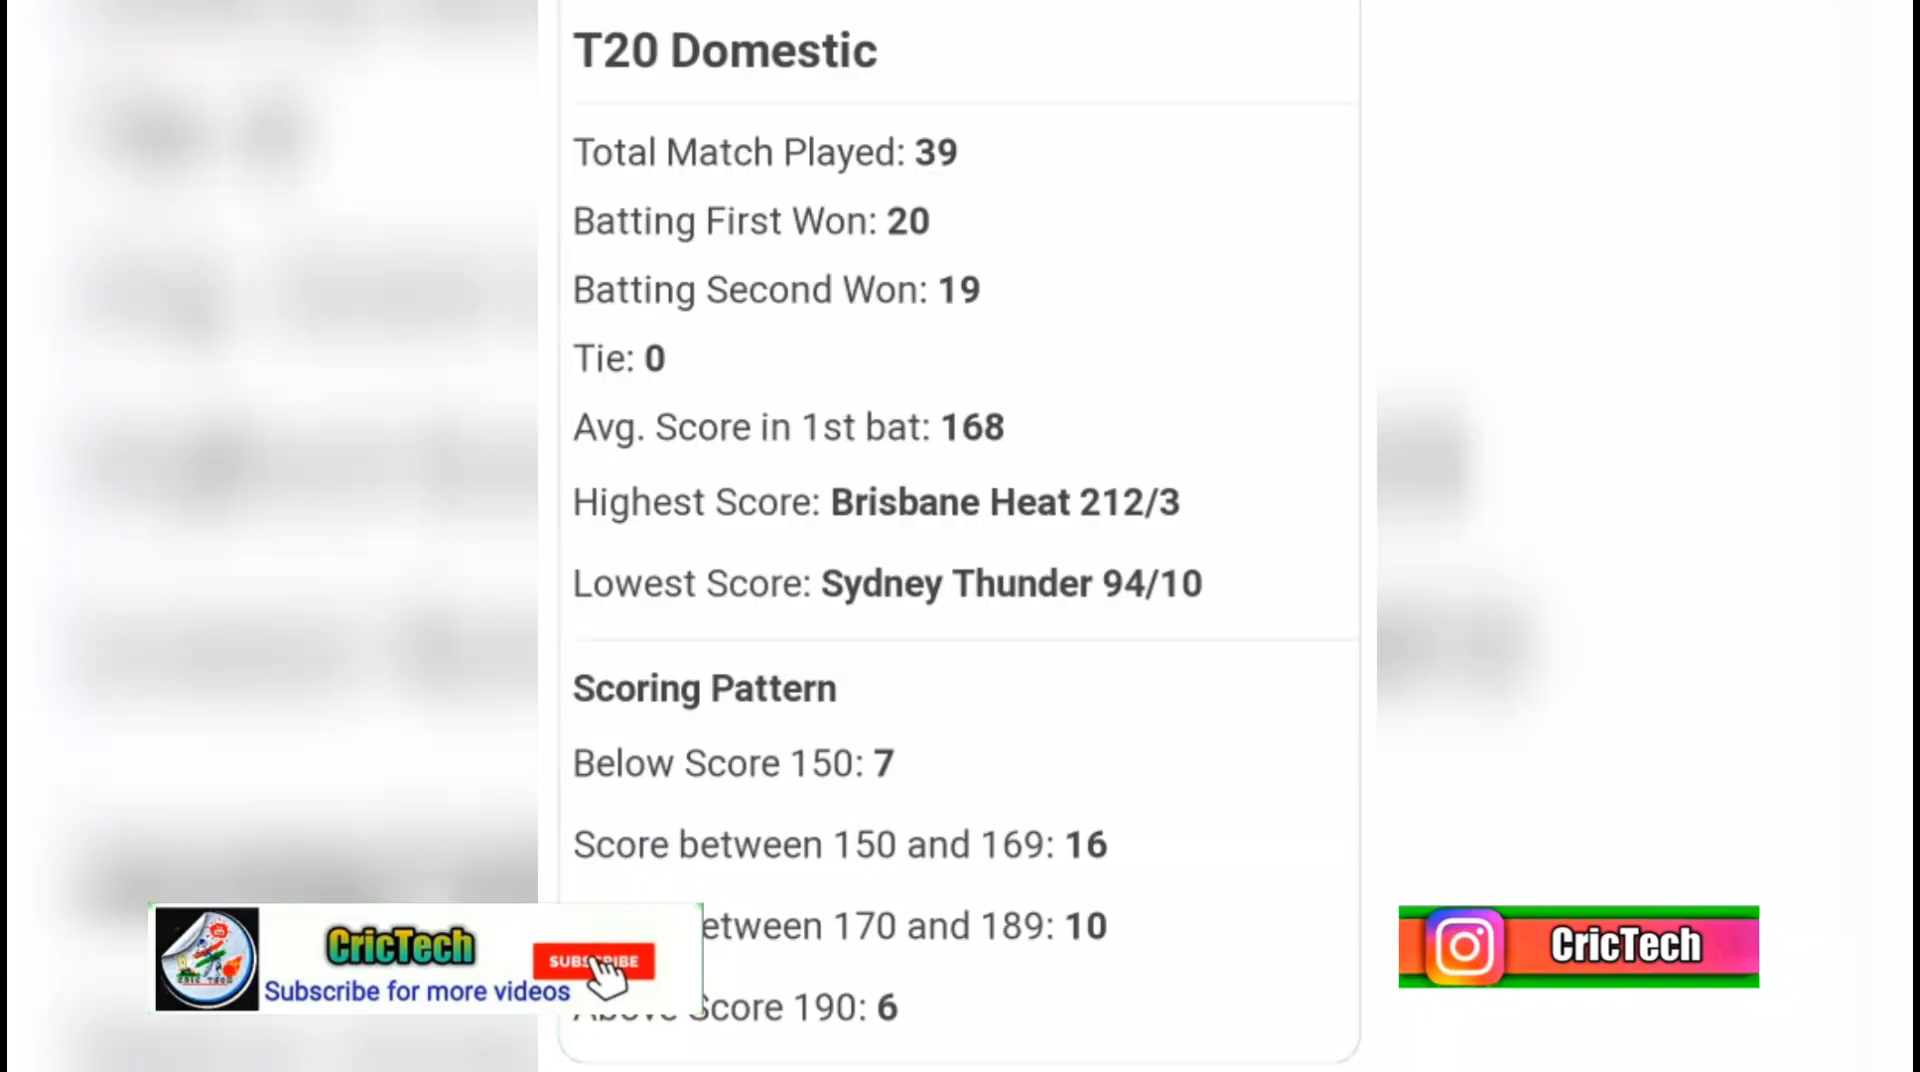 T20 Domestic
Total Match Played: 39
Batting First Won: 20
Batting Second Won: 19
Tie: 0
Avg. Score in 1st bat: 168
Highest Score: Brisbane Heat 212/3
Lowest Score: Sydney Thunder 94/10
Scoring Pattern
Below Score 150: 7
Score between 150 and 169: 16
etween 170 and 189: 10
Above Score 190: 6
CricTech
SUBSCRIBE
Subscribe for more videos
CricTech